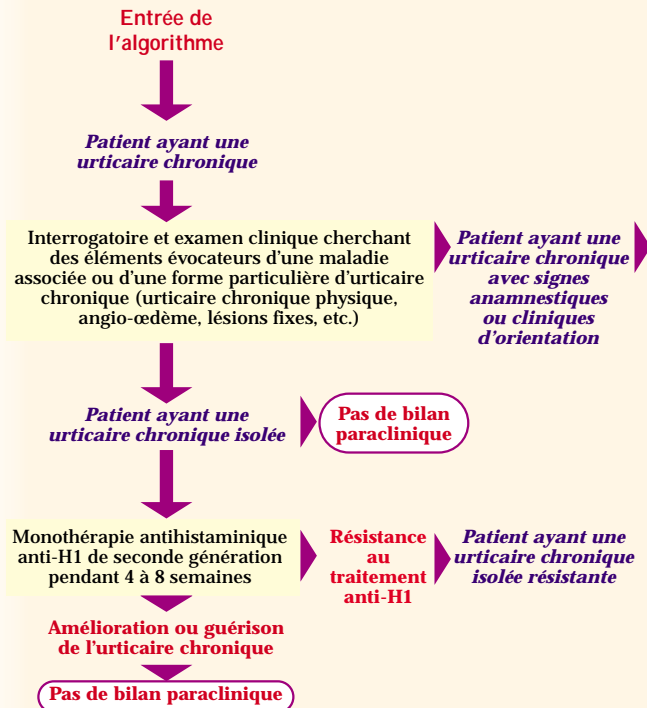 Entrée de
l'algorithme
Patient ayant une
urticaire chronique
Interrogatoire et examen clinique cherchant
des éléments évocateurs d'une maladie
associée ou d'une forme particulière d'urticaire
chronique (urticaire chronique physique,
angio-œdème, lésions fixes, etc.)
Patient ayant une
urticaire chronique
avec signes
anamnestiques
ou cliniques
d'orientation
Patient ayant une
urticaire chronique isolée
Pas de bilan
paraclinique
Monothérapie antihistaminique
anti-H1 de seconde génération
pendant 4 à 8 semaines
Résistance
au
traitement
anti-H1
Patient ayant une
urticaire chronique
isolée résistante
Amélioration ou guérison
de l'urticaire chronique
Pas de bilan paraclinique